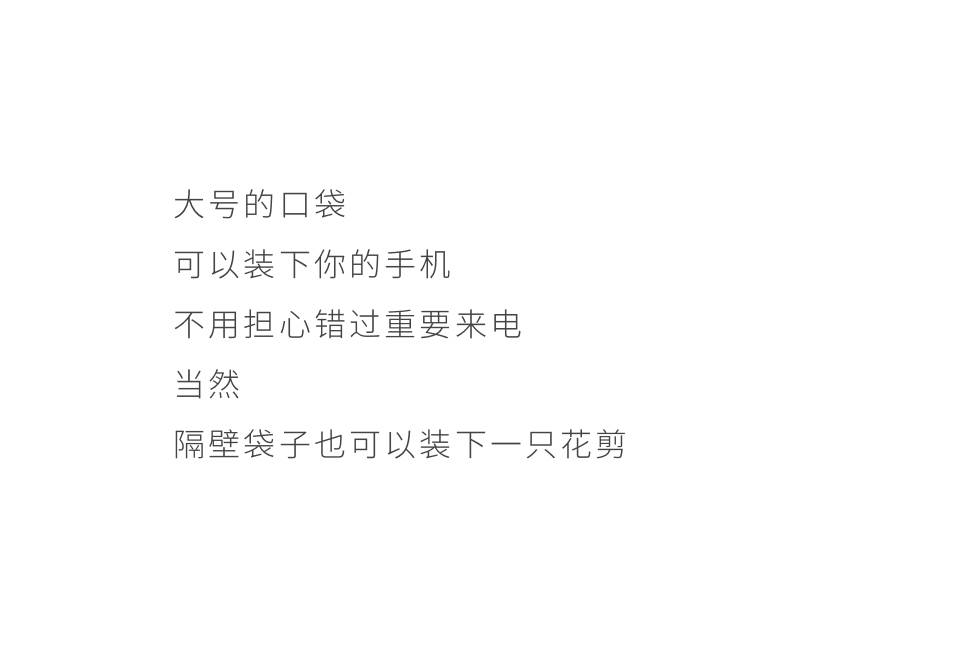 大号的口袋
可以装下你的手机
不用担心错过重要来电
当然
隔壁袋子也可以装下一只花剪